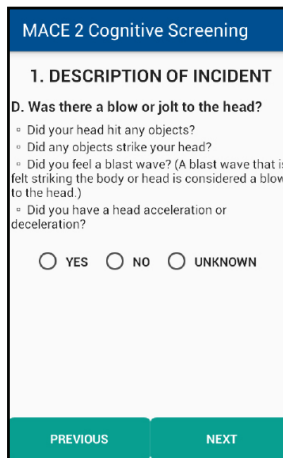 MACE 2 Cognitive Screening
1. DESCRIPTION OF INCIDENT
D. Was there a blow or jolt to the head?
▫ Did your head hit any objects?
▫ Did any objects strike your head?
▫ Did you feel a blast wave? (A blast wave that is
felt striking the body or head is considered a blow
to the head.)
▫ Did you have a head acceleration or
deceleration?
YES NO UNKNOWN
PREVIOUS NEXT